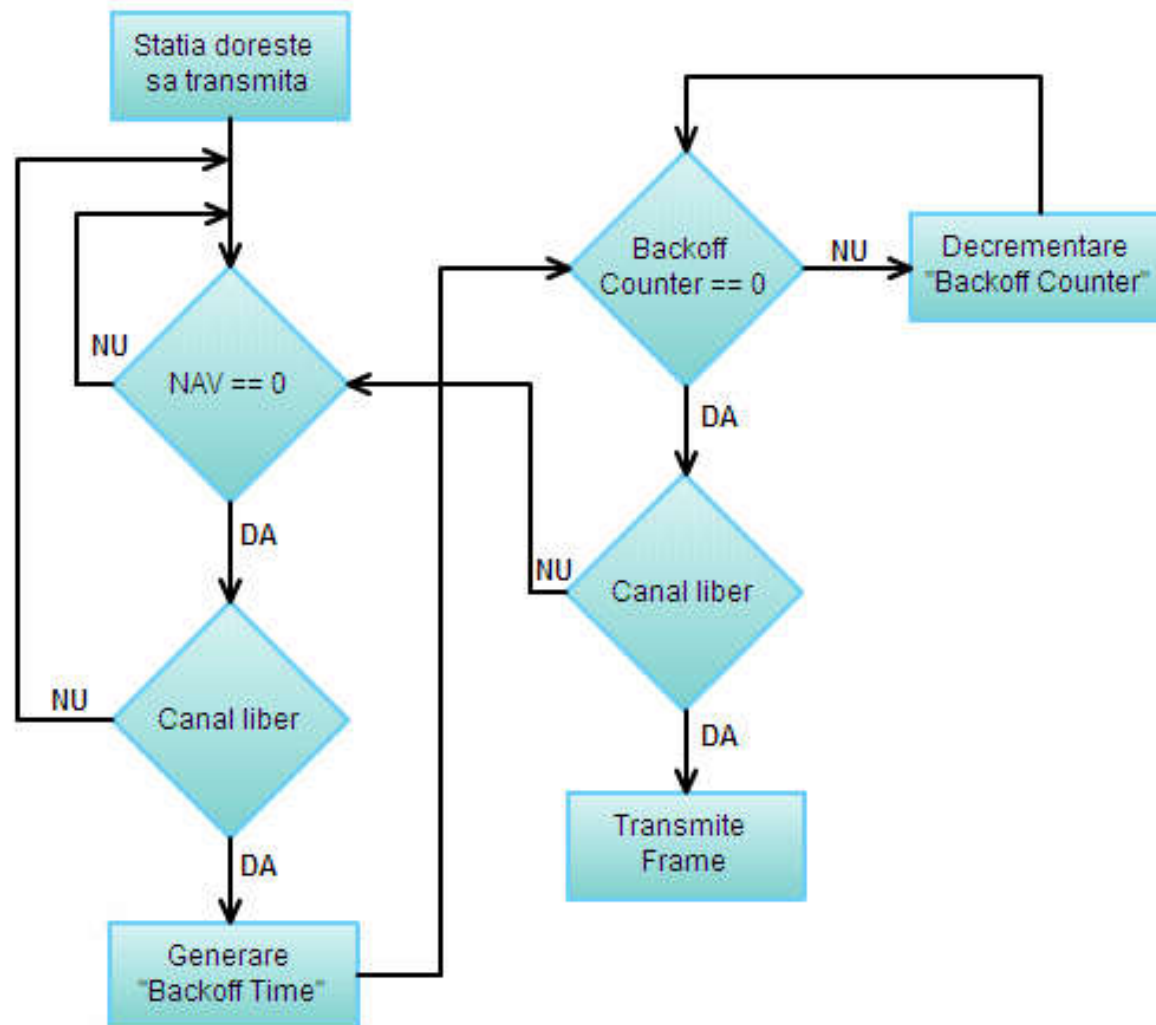 Statia doreste
sa transmita
NU
NAV == 0
DA
NU
Canal liber
DA
Generare
"Backoff Time"
Backoff
Counter == 0
NU
Decrementare
"Backoff Counter"
DA
NU
Canal liber
DA
Transmite
Frame